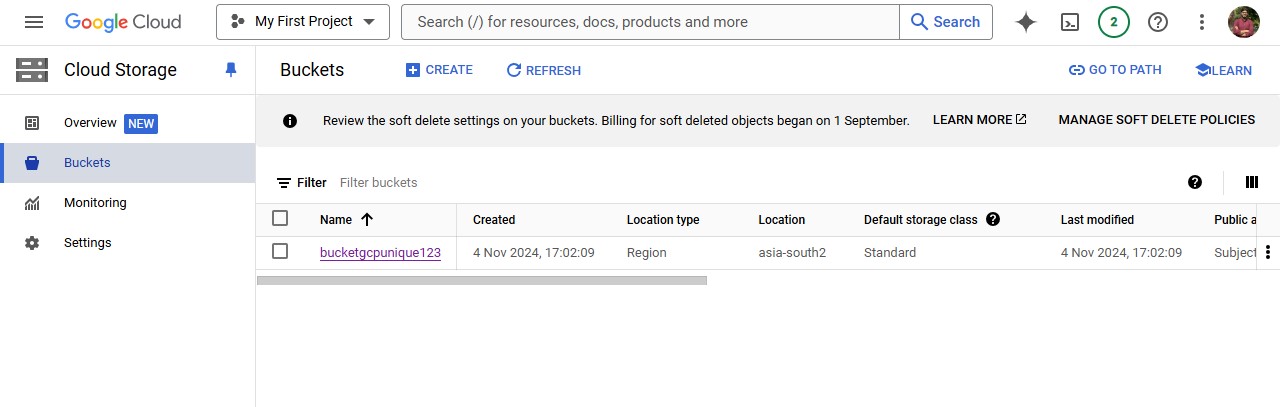 Google Cloud My First Project Search (/) for resources, docs, products and more Search 2
Cloud Storage Buckets CREATE REFRESH GO TO PATH LEARN
Overview NEW
Buckets
Monitoring
Settings
Review the soft delete settings on your buckets. Billing for soft deleted objects began on 1 September. LEARN MORE MANAGE SOFT DELETE POLICIES
Filter Filter buckets
Name Created Location type Location Default storage class Last modified Public a
bucketgcpunique123 4 Nov 2024, 17:02:09 Region asia-south2 Standard 4 Nov 2024, 17:02:09 Subject